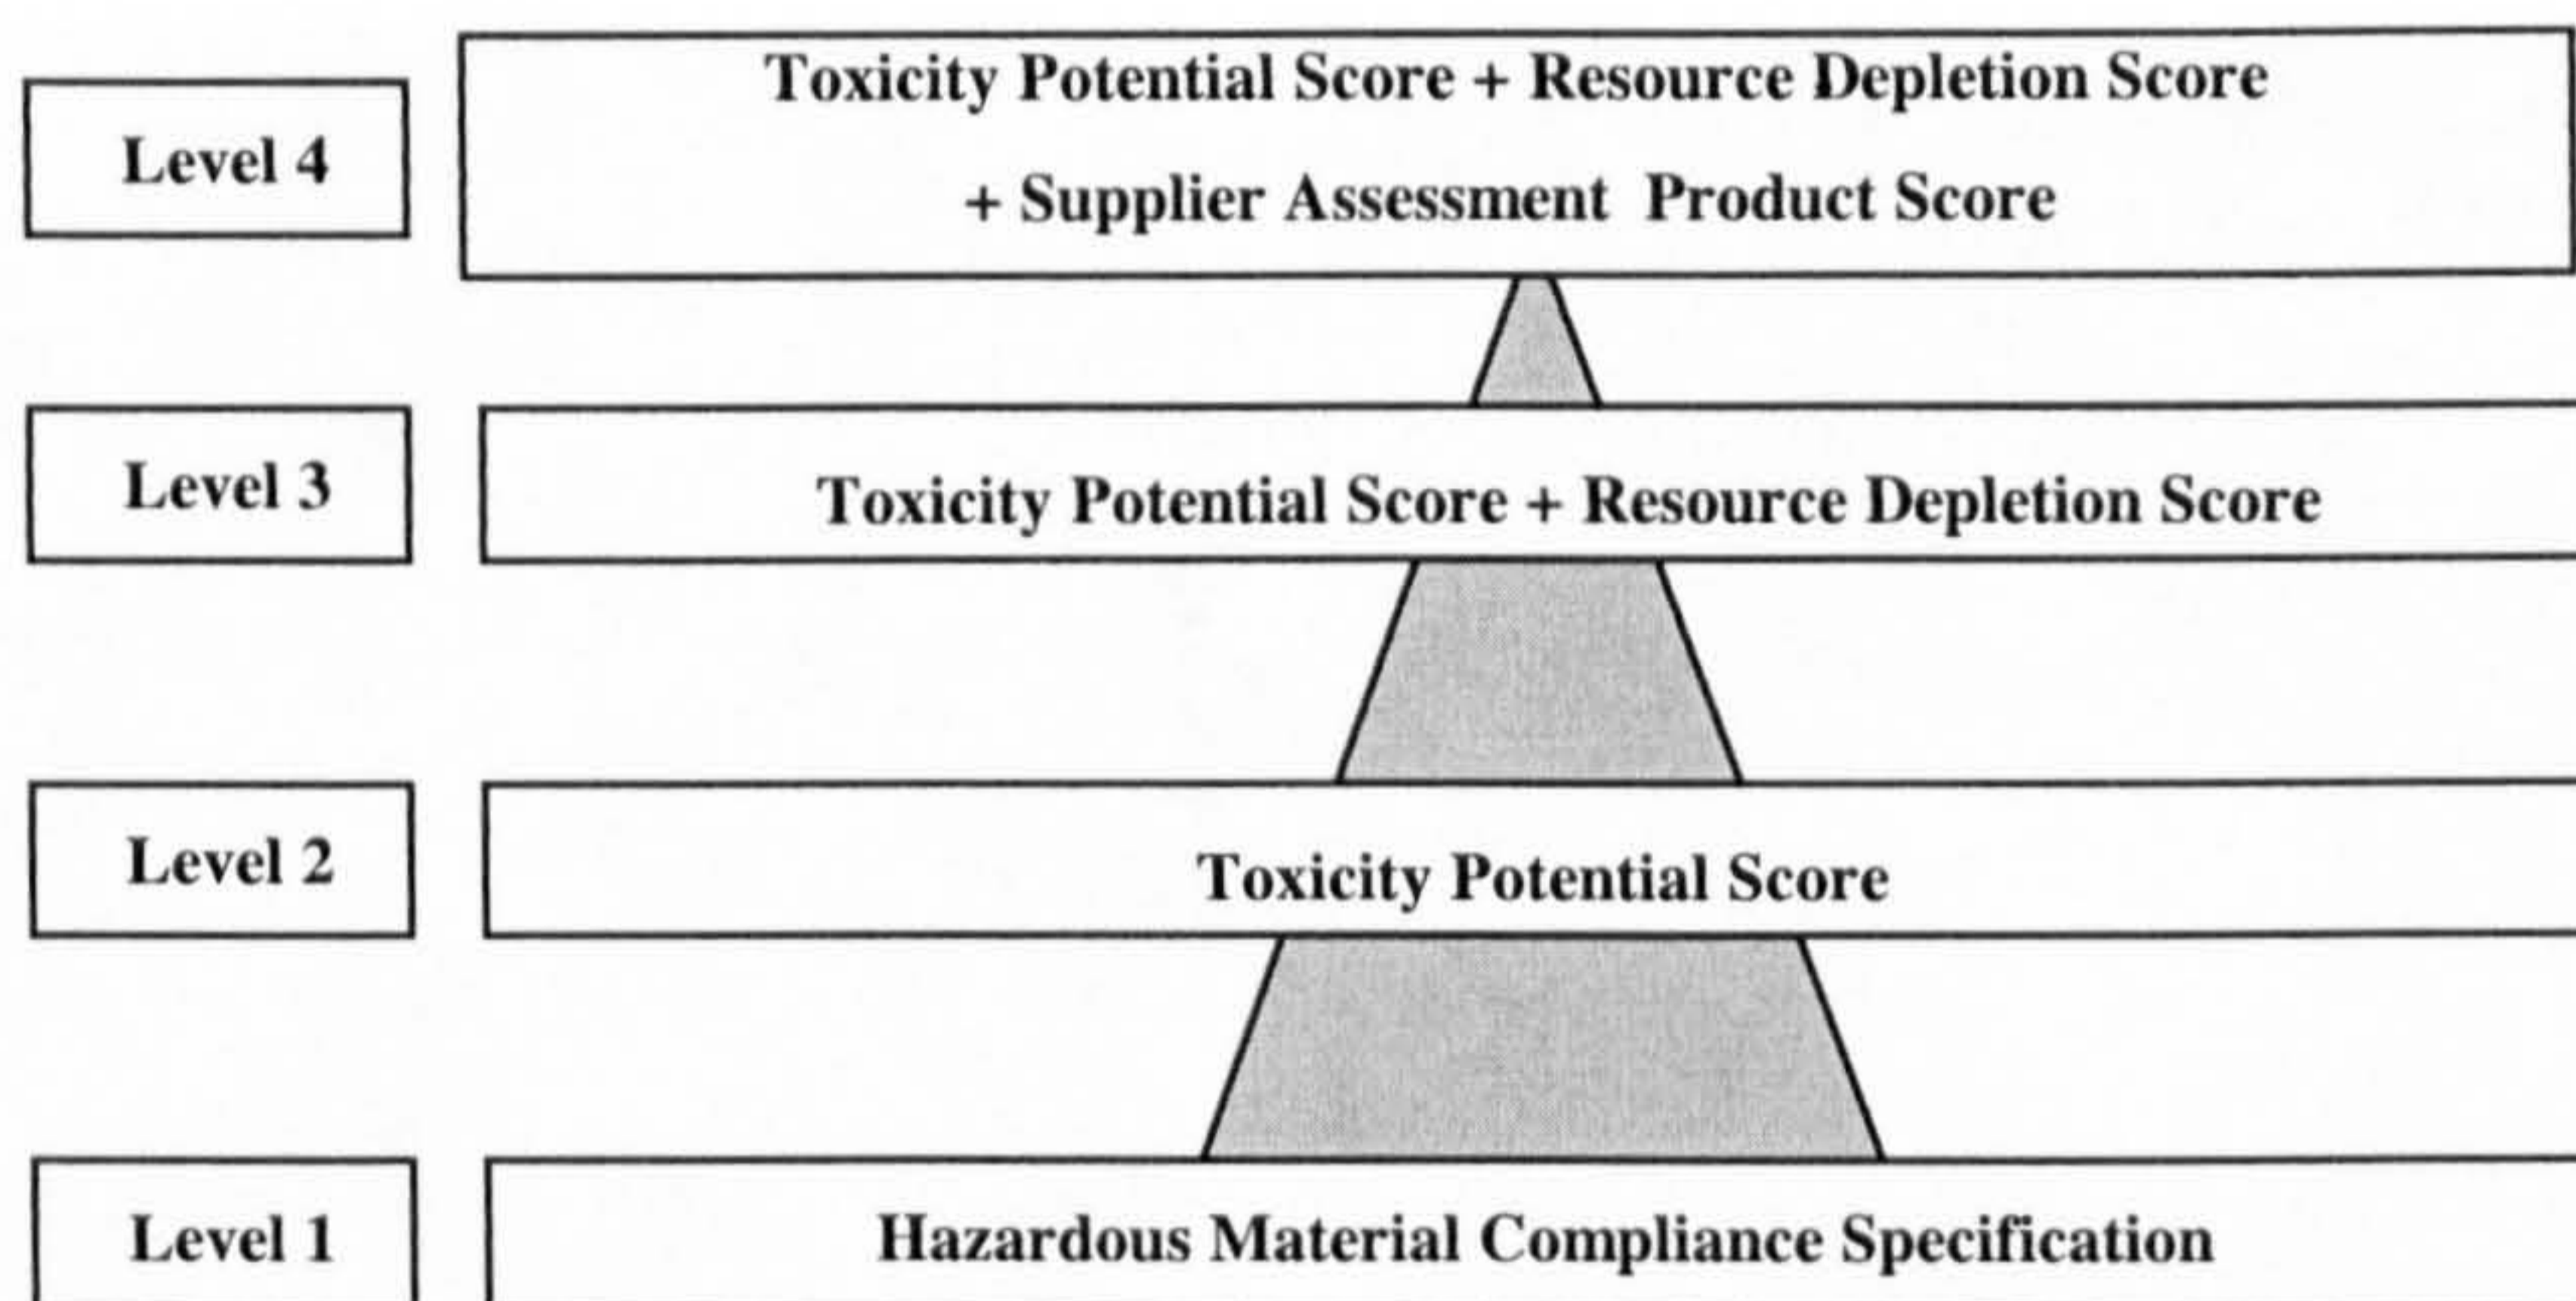 Level 4
Toxicity Potential Score + Resource Depletion Score
+ Supplier Assessment Product Score
Level 3
Toxicity Potential Score + Resource Depletion Score
Level 2
Toxicity Potential Score
Level 1
Hazardous Material Compliance Specification